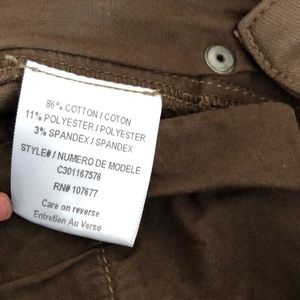 86% COTTON / COTON
11% POLYESTER / POLYESTER
3% SPANDEX / SPANDEX
STYLE# / NUMERO DE MODELE
C301167576
RN# 107677
Care on reverse
Entretien Au Verso